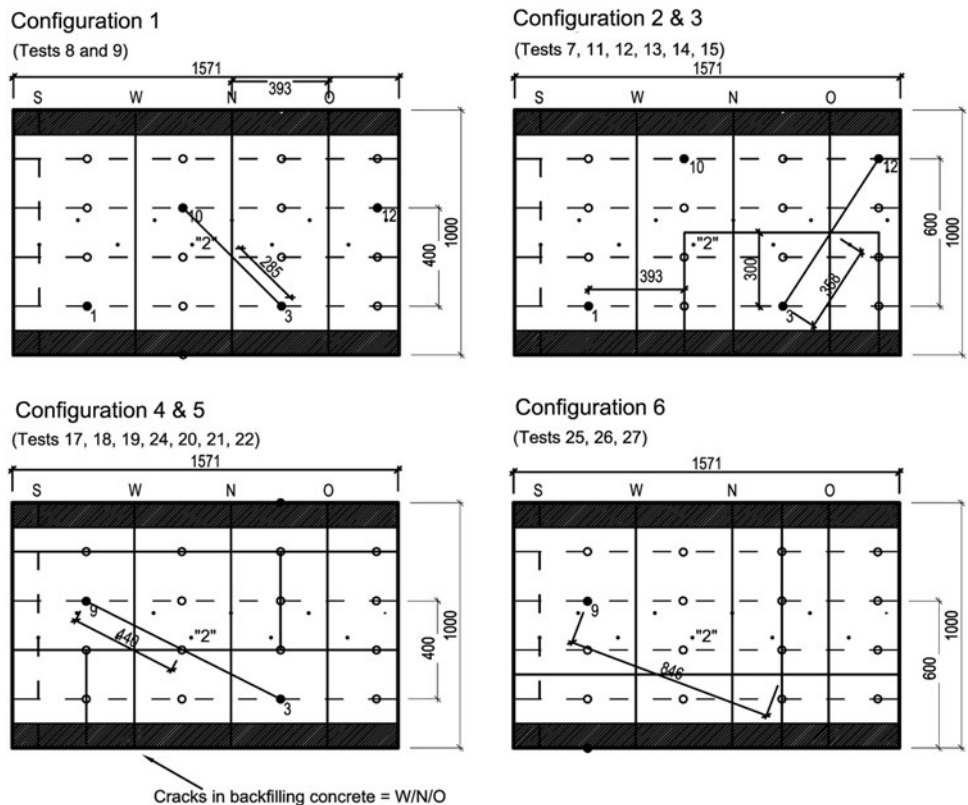 Configuration 1
(Tests 8 and 9)
1571
393
S W N O
10
12
"2"
285
1
3
400
1000
Configuration 2 & 3
(Tests 7, 11, 12, 13, 14, 15)
1571
S W N O
10
12
"2"
393
300
358
1
3
600
1000
Configuration 4 & 5
(Tests 17, 18, 19, 24, 20, 21, 22)
1571
S W N O
9
"2"
440
3
400
1000
Configuration 6
(Tests 25, 26, 27)
1571
S W N O
9
"2"
846
600
1000
Cracks in backfilling concrete = W/N/O